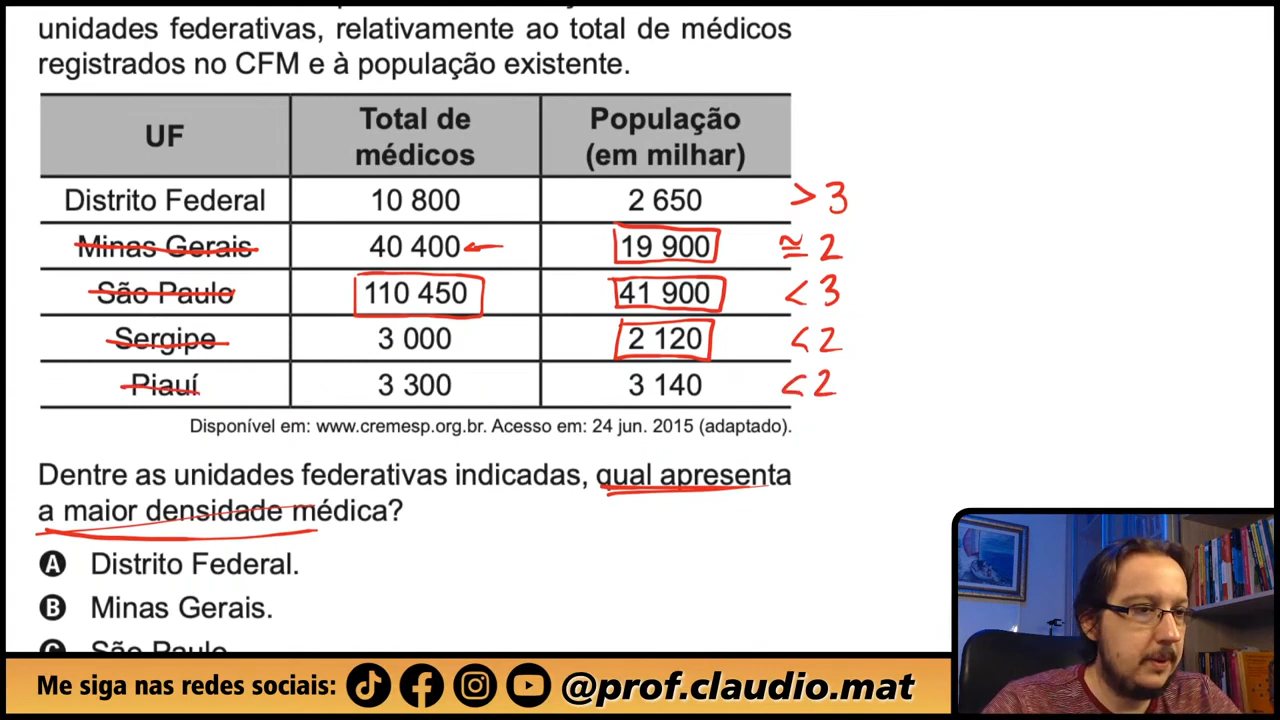 unidades federativas, relativamente ao total de médicos
registrados no CFM e à população existente.
UF Total de médicos População (em milhar)
Distrito Federal 10 800 2 650 > 3
Minas Gerais 40 400 19 900 ≅ 2
São Paulo 110 450 41 900 < 3
Sergipe 3 000 2 120 < 2
Piauí 3 300 3 140 < 2
Disponível em: www.cremesp.org.br. Acesso em: 24 jun. 2015 (adaptado).
Dentre as unidades federativas indicadas, qual apresenta
a maior densidade médica?
A Distrito Federal.
B Minas Gerais.
C São Paulo
Me siga nas redes sociais: @prof.claudio.mat